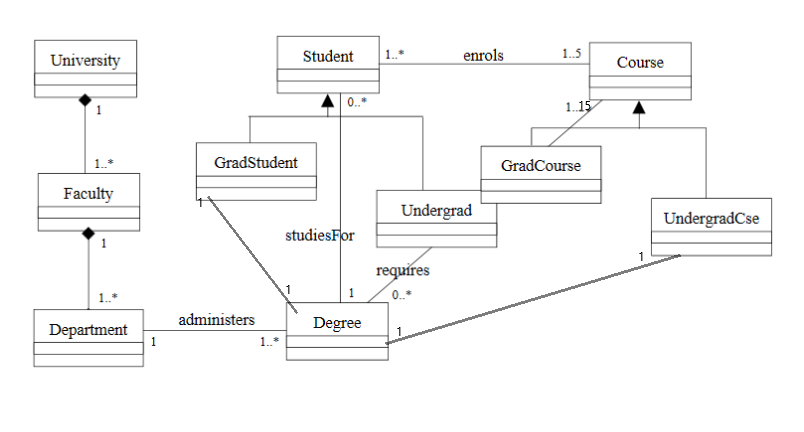 Student
1..*
enrols
1..5
Course
University
1
0..*
1..15
1..*
GradStudent
GradCourse
Faculty
1
Undergrad
UndergradCse
1
studiesFor
1
requires
1..*
1
1
0..*
Department
administers
Degree
1
1..*
1